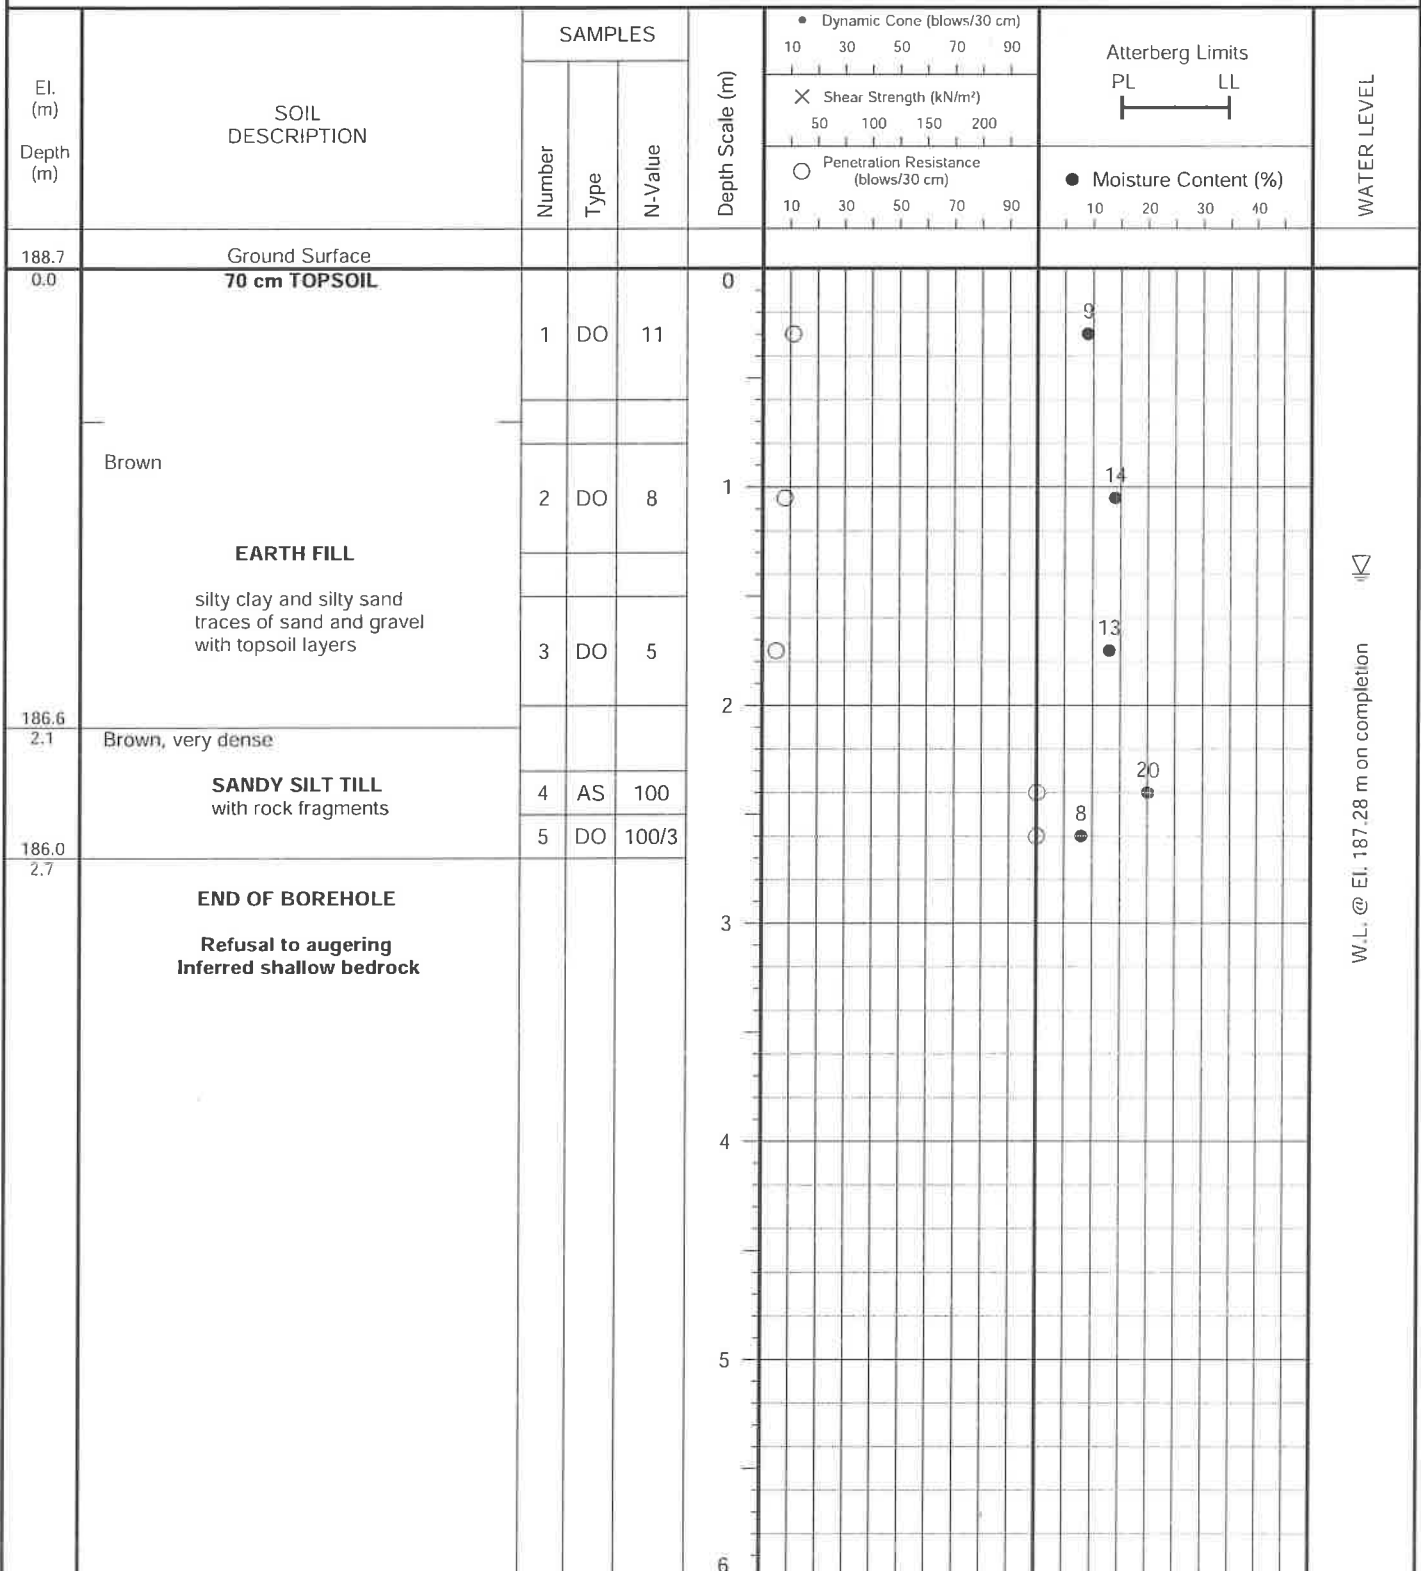 El.
(m)
Depth
(m)
SOIL
DESCRIPTION
SAMPLES
Number
Type
N-Value
Depth Scale (m)
• Dynamic Cone (blows/30 cm)
10 30 50 70 90
X Shear Strength (kN/m²)
50 100 150 200
O Penetration Resistance
(blows/30 cm)
10 30 50 70 90
Atterberg Limits
PL LL
● Moisture Content (%)
10 20 30 40
WATER LEVEL
188.7 Ground Surface
0.0 70 cm TOPSOIL 0
9
1 DO 11
Brown
14
1
2 DO 8
EARTH FILL
silty clay and silty sand
traces of sand and gravel
with topsoil layers
13
3 DO 5
2
186.6
2.1 Brown, very dense
SANDY SILT TILL
with rock fragments
20
4 AS 100
8
5 DO 100/3
186.0
2.7
END OF BOREHOLE
3
Refusal to augering
Inferred shallow bedrock
W.L. @ El. 187.28 m on completion
4
5
6